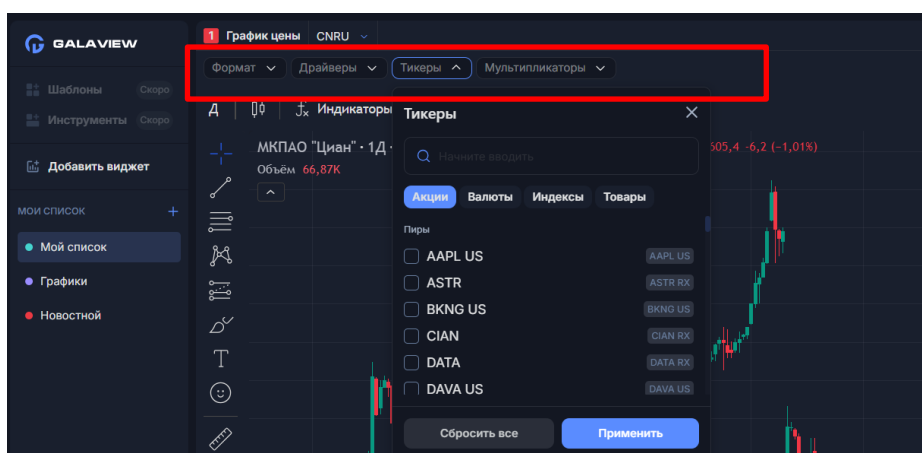 GALAVIEW
Шаблоны Скоро
Инструменты Скоро
Добавить виджет
МОИ СПИСОК +
Мой список
Графики
Новостной
1 График цены CNRU
Формат Драйверы Тикеры Мультипликаторы
Д Индикаторы
МКПАО "Циан" · 1Д ·
605,4 -6,2 (-1,01%)
Объём 66,87K
Тикеры
Начните вводить
Акции Валюты Индексы Товары
Пиры
AAPL US AAPL US
ASTR ASTR RX
BKNG US BKNG US
CIAN CIAN RX
DATA DATA RX
DAVA US DAVA US
Сбросить все Применить